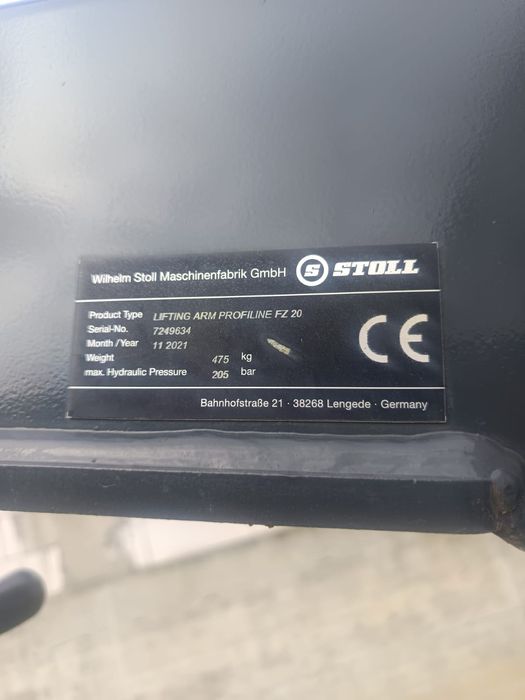 Wilhelm Stoll Maschinenfabrik GmbH S STOLL
Product Type LIFTING ARM PROFILINE FZ 20
Serial-No. 7249634
Month /Year 11 2021
Weight 475 kg
max. Hydraulic Pressure 205 bar
CE
Bahnhofstraße 21 · 38268 Lengede · Germany